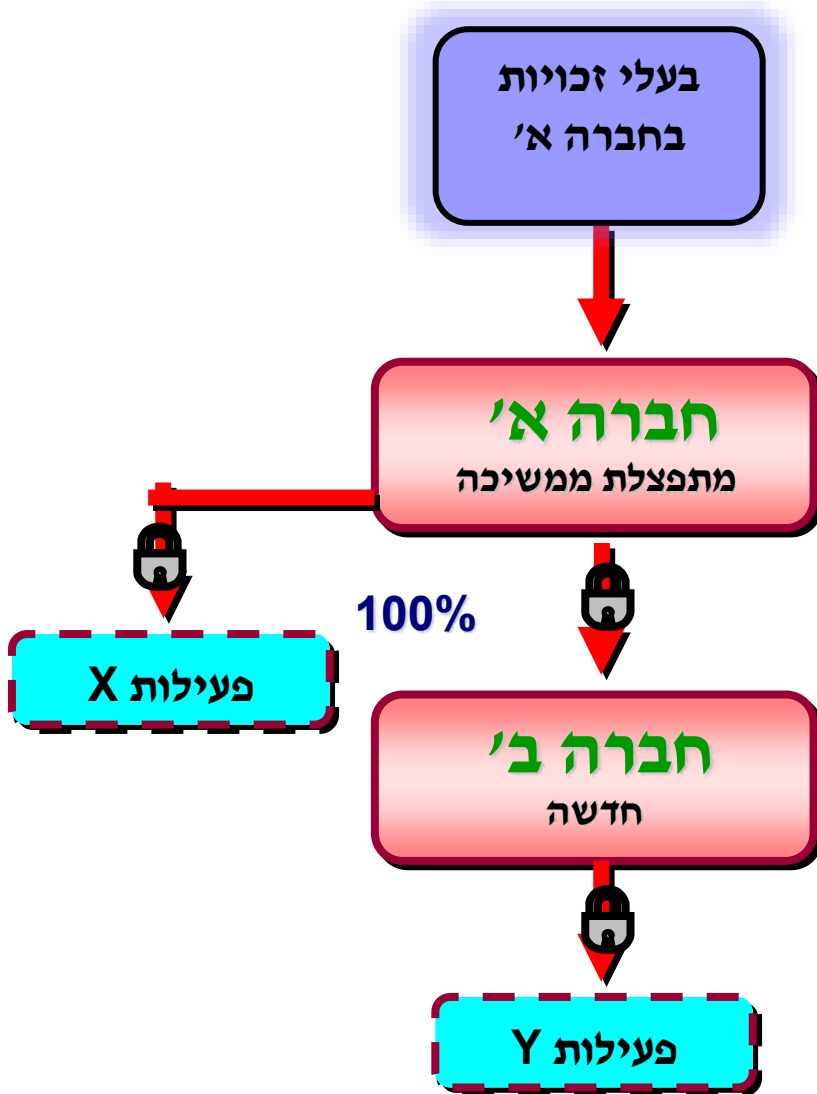 בעלי זכויות
בחברה א׳
חברה א׳
מתפצלת ממשיכה
100%
פעילות X
חברה ב׳
חדשה
פעילות Y